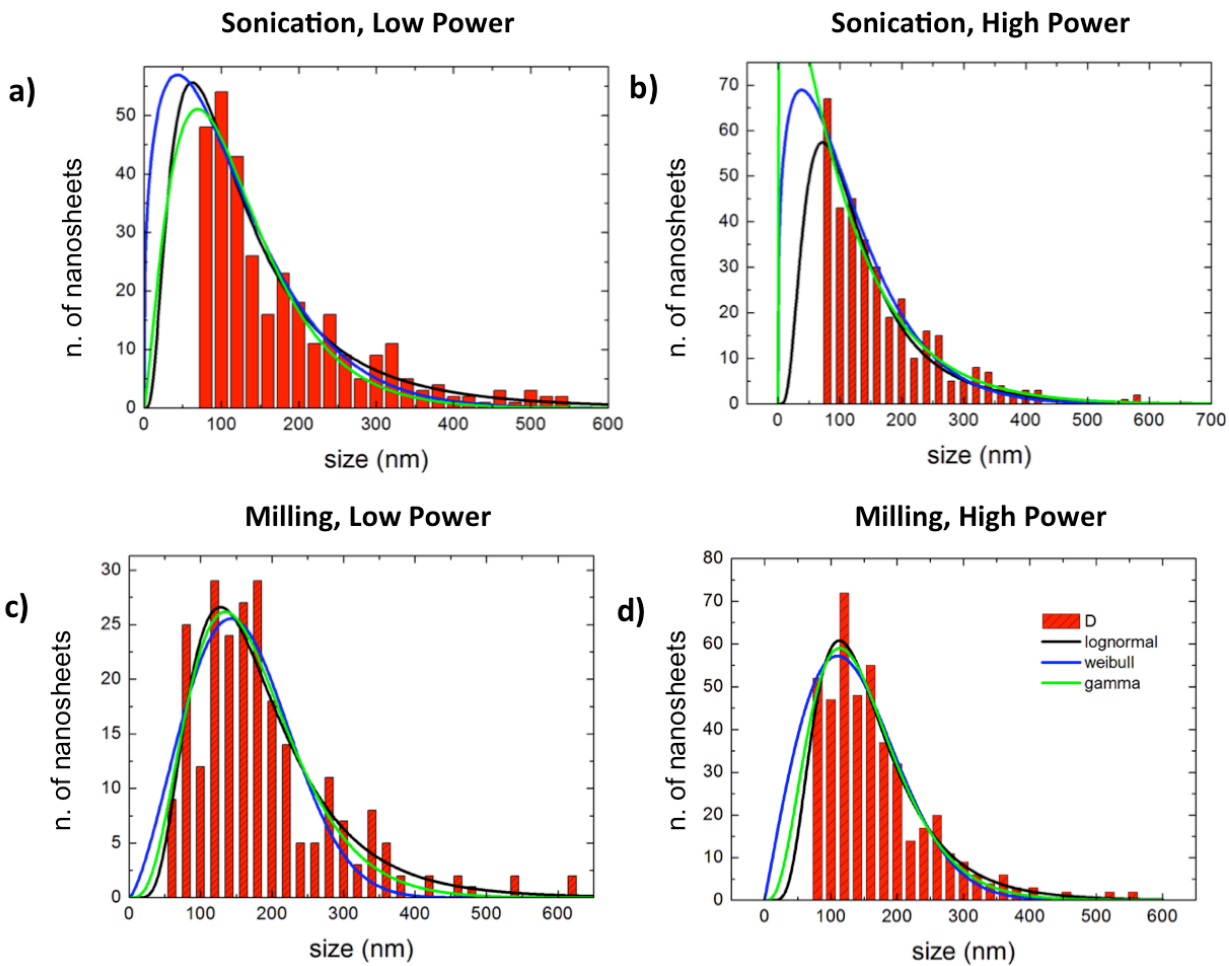 Sonication, Low Power
Sonication, High Power
a)
b)
0 100 200 300 400 500 600
0
10
20
30
40
50
n. of nanosheets
size (nm)
0 100 200 300 400 500 600 700
0
10
20
30
40
50
60
70
n. of nanosheets
size (nm)
Milling, Low Power
Milling, High Power
c)
d)
30
25
20
15
10
5
0
0 100 200 300 400 500 600
n. of nanosheets
size (nm)
80
70
60
50
40
30
20
10
0
0 100 200 300 400 500 600
n. of nanosheets
size (nm)
D
lognormal
weibull
gamma